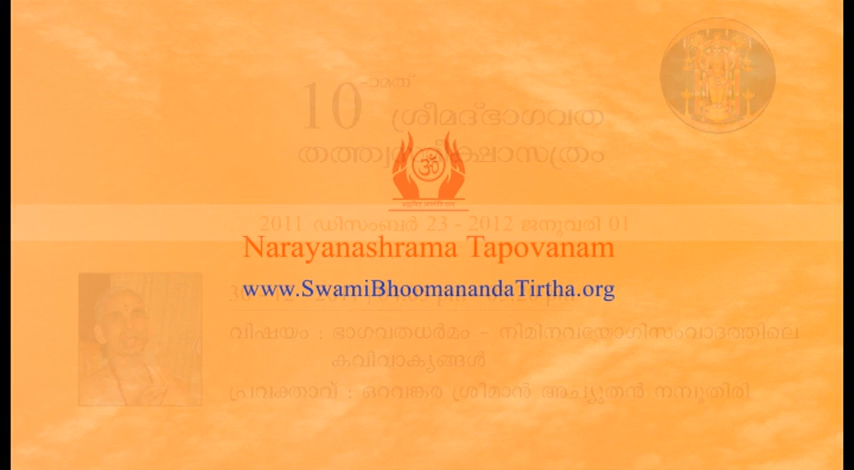 10-ാമത്
ശ്രീമദ്ഭാഗവത
2011 ഡിസംബർ 23 - 2012 ജനുവരി 01
Narayanashrama Tapovanam
www.SwamiBhoomanandaTirtha.org
വിഷയം : ഭാഗവതധർമം - നിമിനവയോഗിസംവാദത്തിലെ
കവിവാക്യങ്ങൾ
പ്രവക്താവ് : ഒറവങ്കര ശ്രീമാൻ അച്യുതൻ നമ്പൂതിരി